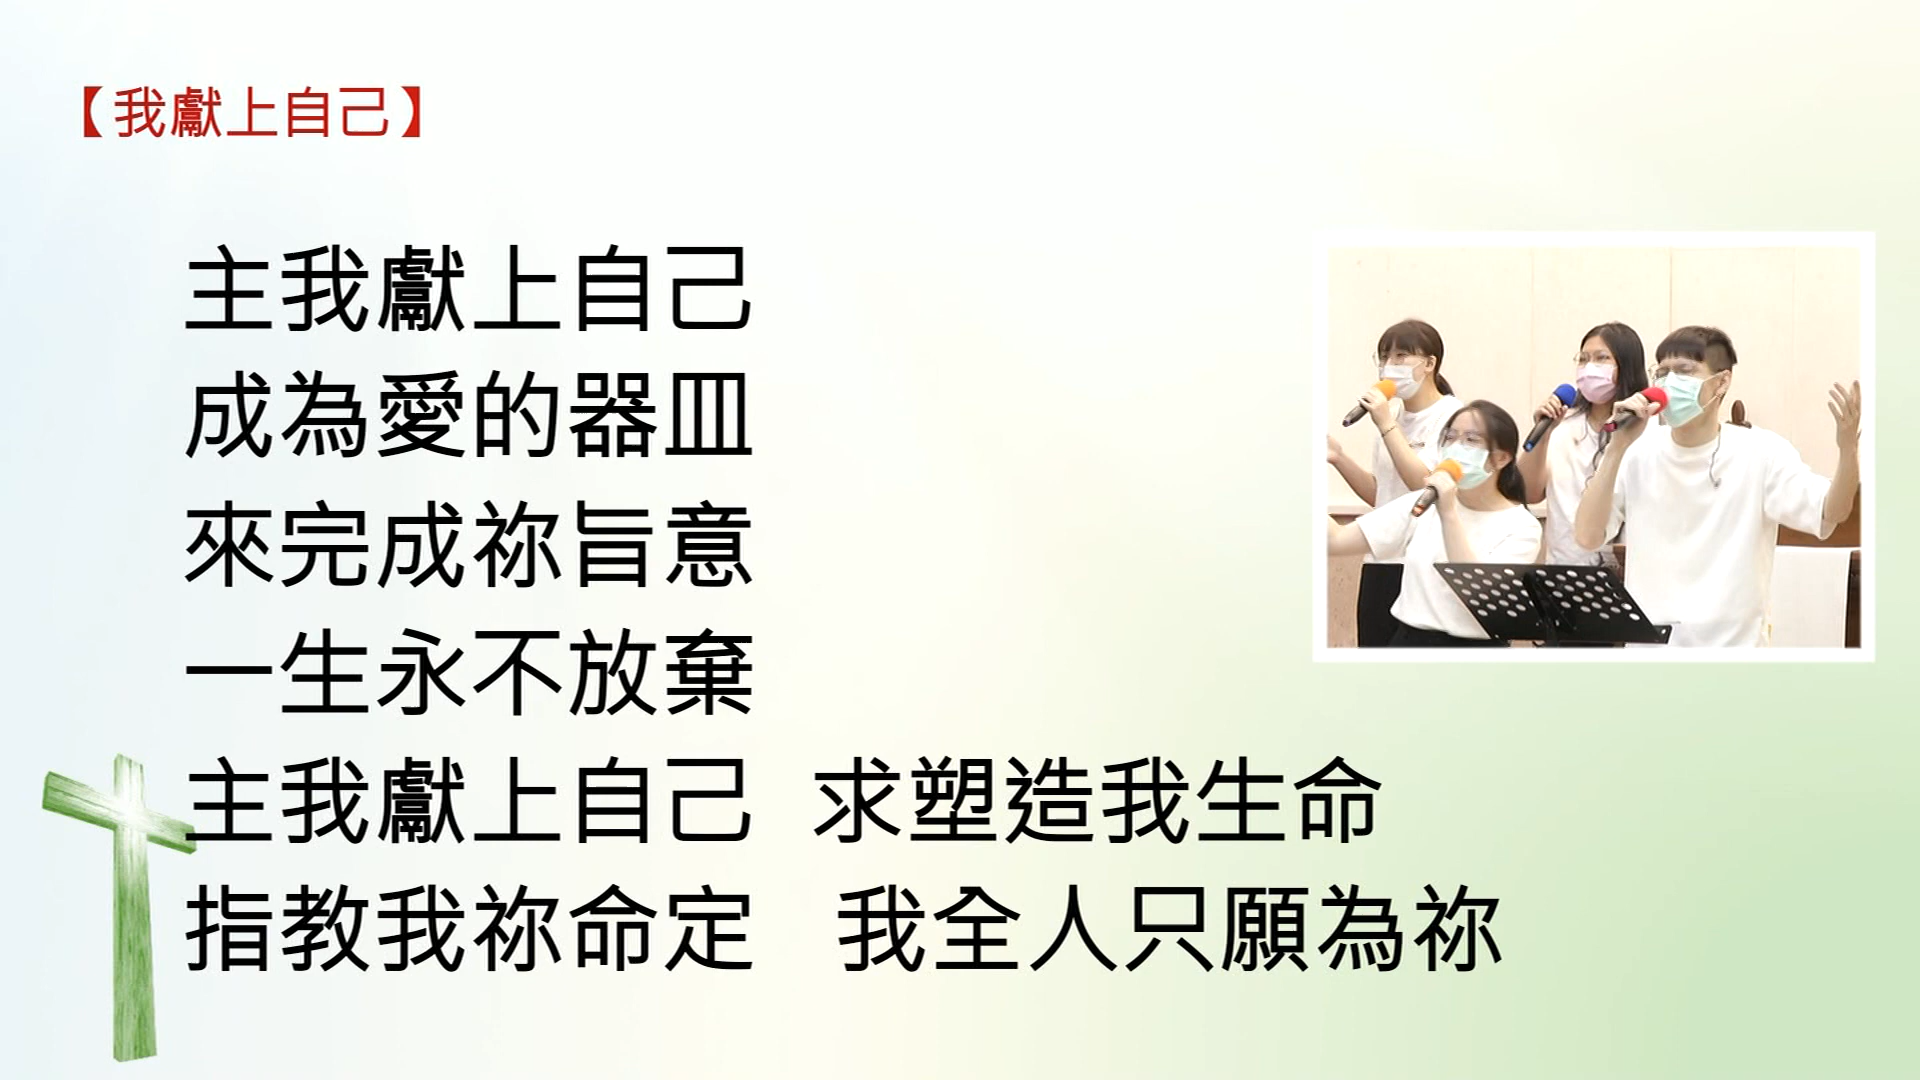 【我獻上自己】
主我獻上自己
成為愛的器皿
來完成祢旨意
一生永不放棄
主我獻上自己 求塑造我生命
指教我祢命定 我全人只願為祢